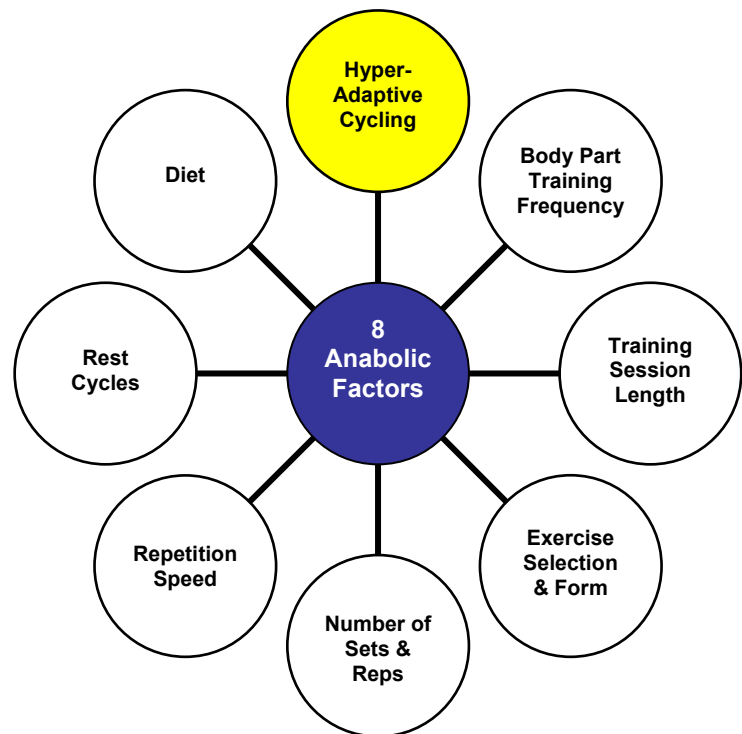 Hyper-
Adaptive
Cycling
Body Part
Training
Frequency
Training
Session
Length
Exercise
Selection
& Form
Number of
Sets &
Reps
Repetition
Speed
Rest
Cycles
Diet
8
Anabolic
Factors